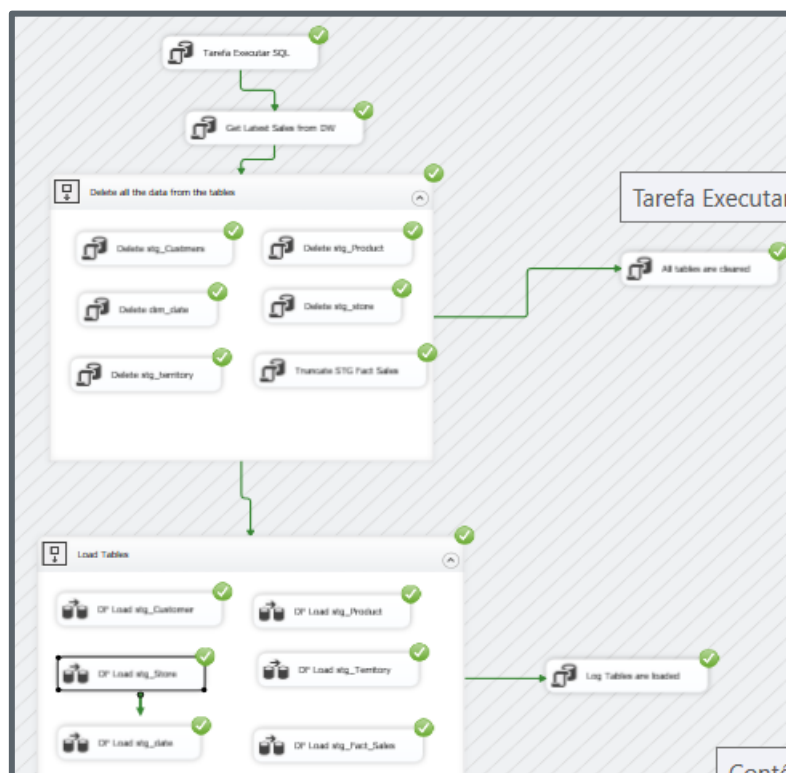 Tarefa Executar SQL
Get Latest Sales from DW
Delete all the data from the tables
Tarefa Executar
Delete stg_Custmers
Delete stg_Product
All tables are cleared
Delete dim_date
Delete stg_store
Delete stg_territory
Truncate STG Fact Sales
Load Tables
DF Load stg_Customer
DF Load stg_Product
DF Load stg_Store
DF Load stg_Territory
Log Tables are loaded
DF Load stg_date
DF Load stg_Fact_Sales